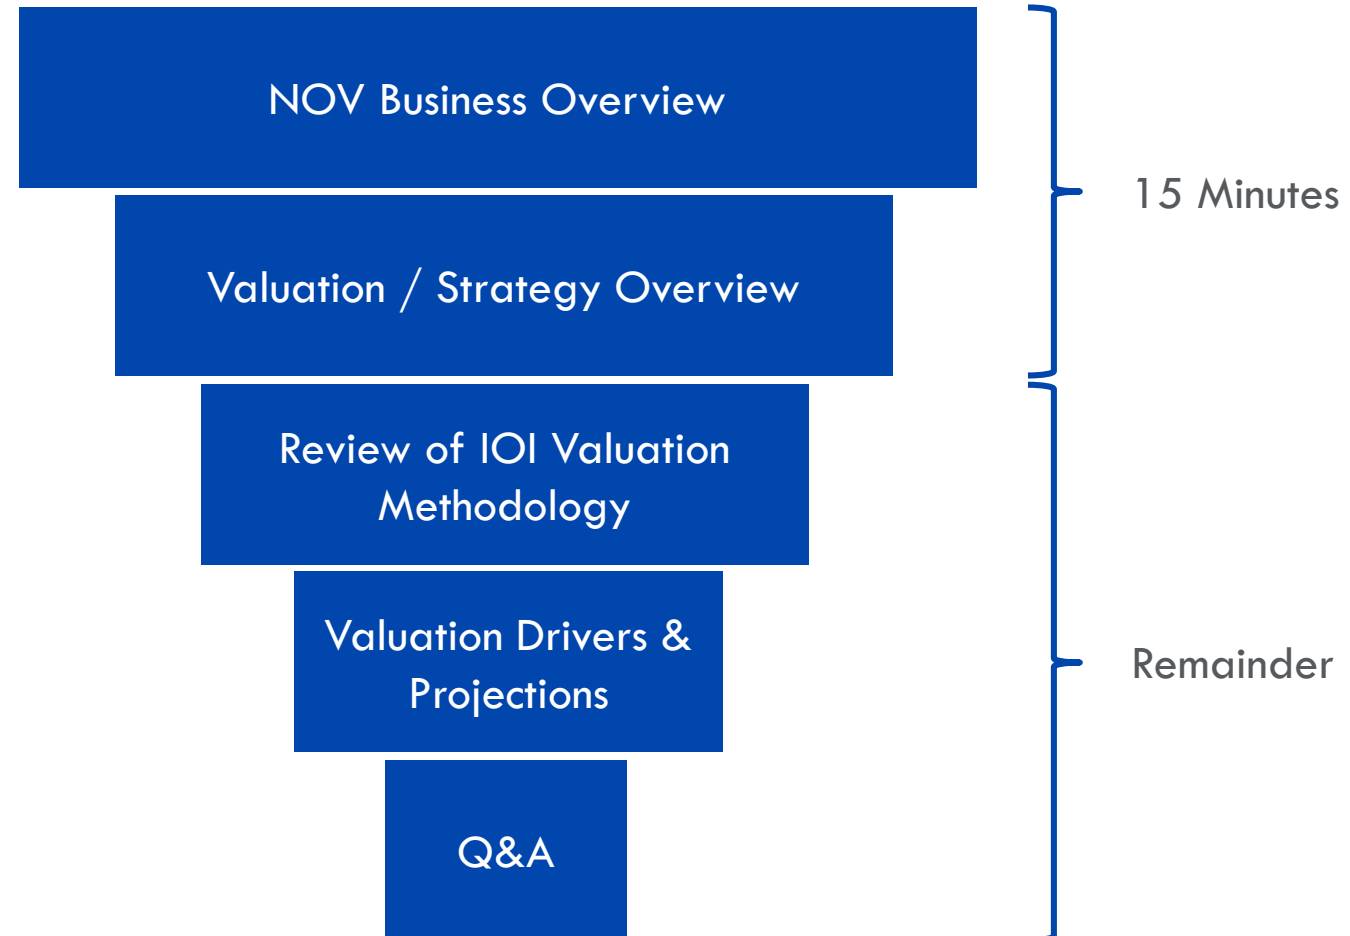 NOV Business Overview
15 Minutes
Valuation / Strategy Overview
Review of IOI Valuation
Methodology
Valuation Drivers &
Projections
Remainder
Q&A